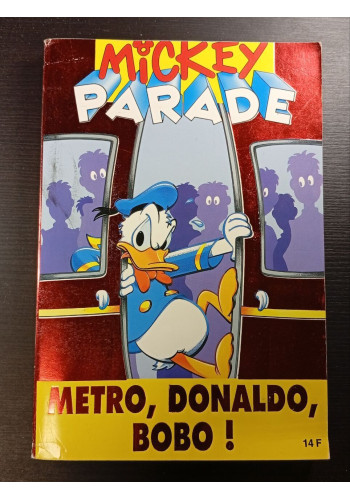 MiCKEY
PARADE
METRO, DONALDO,
BOBO !
14 F